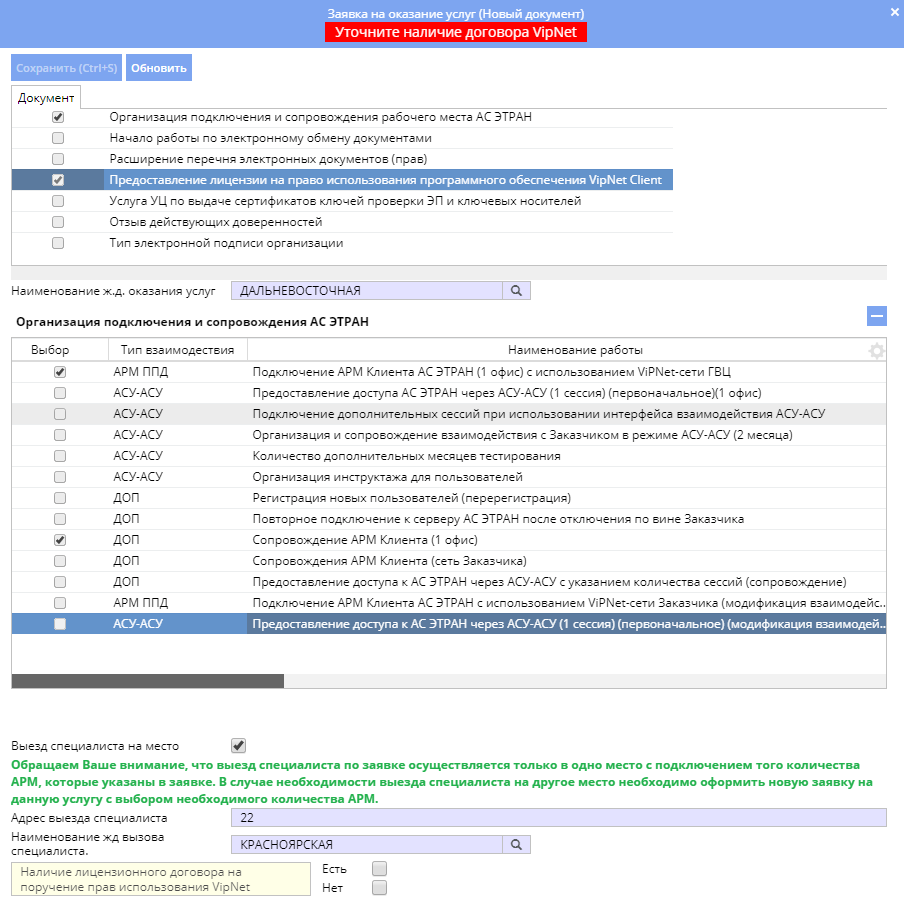 Заявка на оказание услуг (Новый документ)
Уточните наличие договора VipNet
Сохранить (Ctrl+S) Обновить
Документ
Организация подключения и сопровождения рабочего места АС ЭТРАН
Начало работы по электронному обмену документами
Расширение перечня электронных документов (прав)
Предоставление лицензии на право использования программного обеспечения VipNet Client
Услуга УЦ по выдаче сертификатов ключей проверки ЭП и ключевых носителей
Отзыв действующих доверенностей
Тип электронной подписи организации
Наименование ж.д. оказания услуг ДАЛЬНЕВОСТОЧНАЯ
Организация подключения и сопровождения АС ЭТРАН
Выбор Тип взаимодествия Наименование работы
АРМ ППД Подключение АРМ Клиента АС ЭТРАН (1 офис) с использованием ViPNet-сети ГВЦ
АСУ-АСУ Предоставление доступа АС ЭТРАН через АСУ-АСУ (1 сессия) (первоначальное)(1 офис)
АСУ-АСУ Подключение дополнительных сессий при использовании интерфейса взаимодействия АСУ-АСУ
АСУ-АСУ Организация и сопровождение взаимодействия с Заказчиком в режиме АСУ-АСУ (2 месяца)
АСУ-АСУ Количество дополнительных месяцев тестирования
АСУ-АСУ Организация инструктажа для пользователей
ДОП Регистрация новых пользователей (перерегистрация)
ДОП Повторное подключение к серверу АС ЭТРАН после отключения по вине Заказчика
ДОП Сопровождение АРМ Клиента (1 офис)
ДОП Сопровождения АРМ Клиента (сеть Заказчика)
ДОП Предоставление доступа к АС ЭТРАН через АСУ-АСУ с указанием количества сессий (сопровождение)
АРМ ППД Подключение АРМ Клиента АС ЭТРАН с использованием ViPNet-сети Заказчика (модификация взаимодейс..
АСУ-АСУ Предоставление доступа к АС ЭТРАН через АСУ-АСУ (1 сессия) (первоначальное) (модификация взаимодей..
Выезд специалиста на место
Обращаем Ваше внимание, что выезд специалиста по заявке осуществляется только в одно место с подключением того количества
АРМ, которые указаны в заявке. В случае необходимости выезда специалиста на другое место необходимо оформить новую заявку на
данную услугу с выбором необходимого количества АРМ.
Адрес выезда специалиста 22
Наименование жд вызова
специалиста. КРАСНОЯРСКАЯ
Наличие лицензионного договора на
поручение прав использования VipNet
Есть
Нет